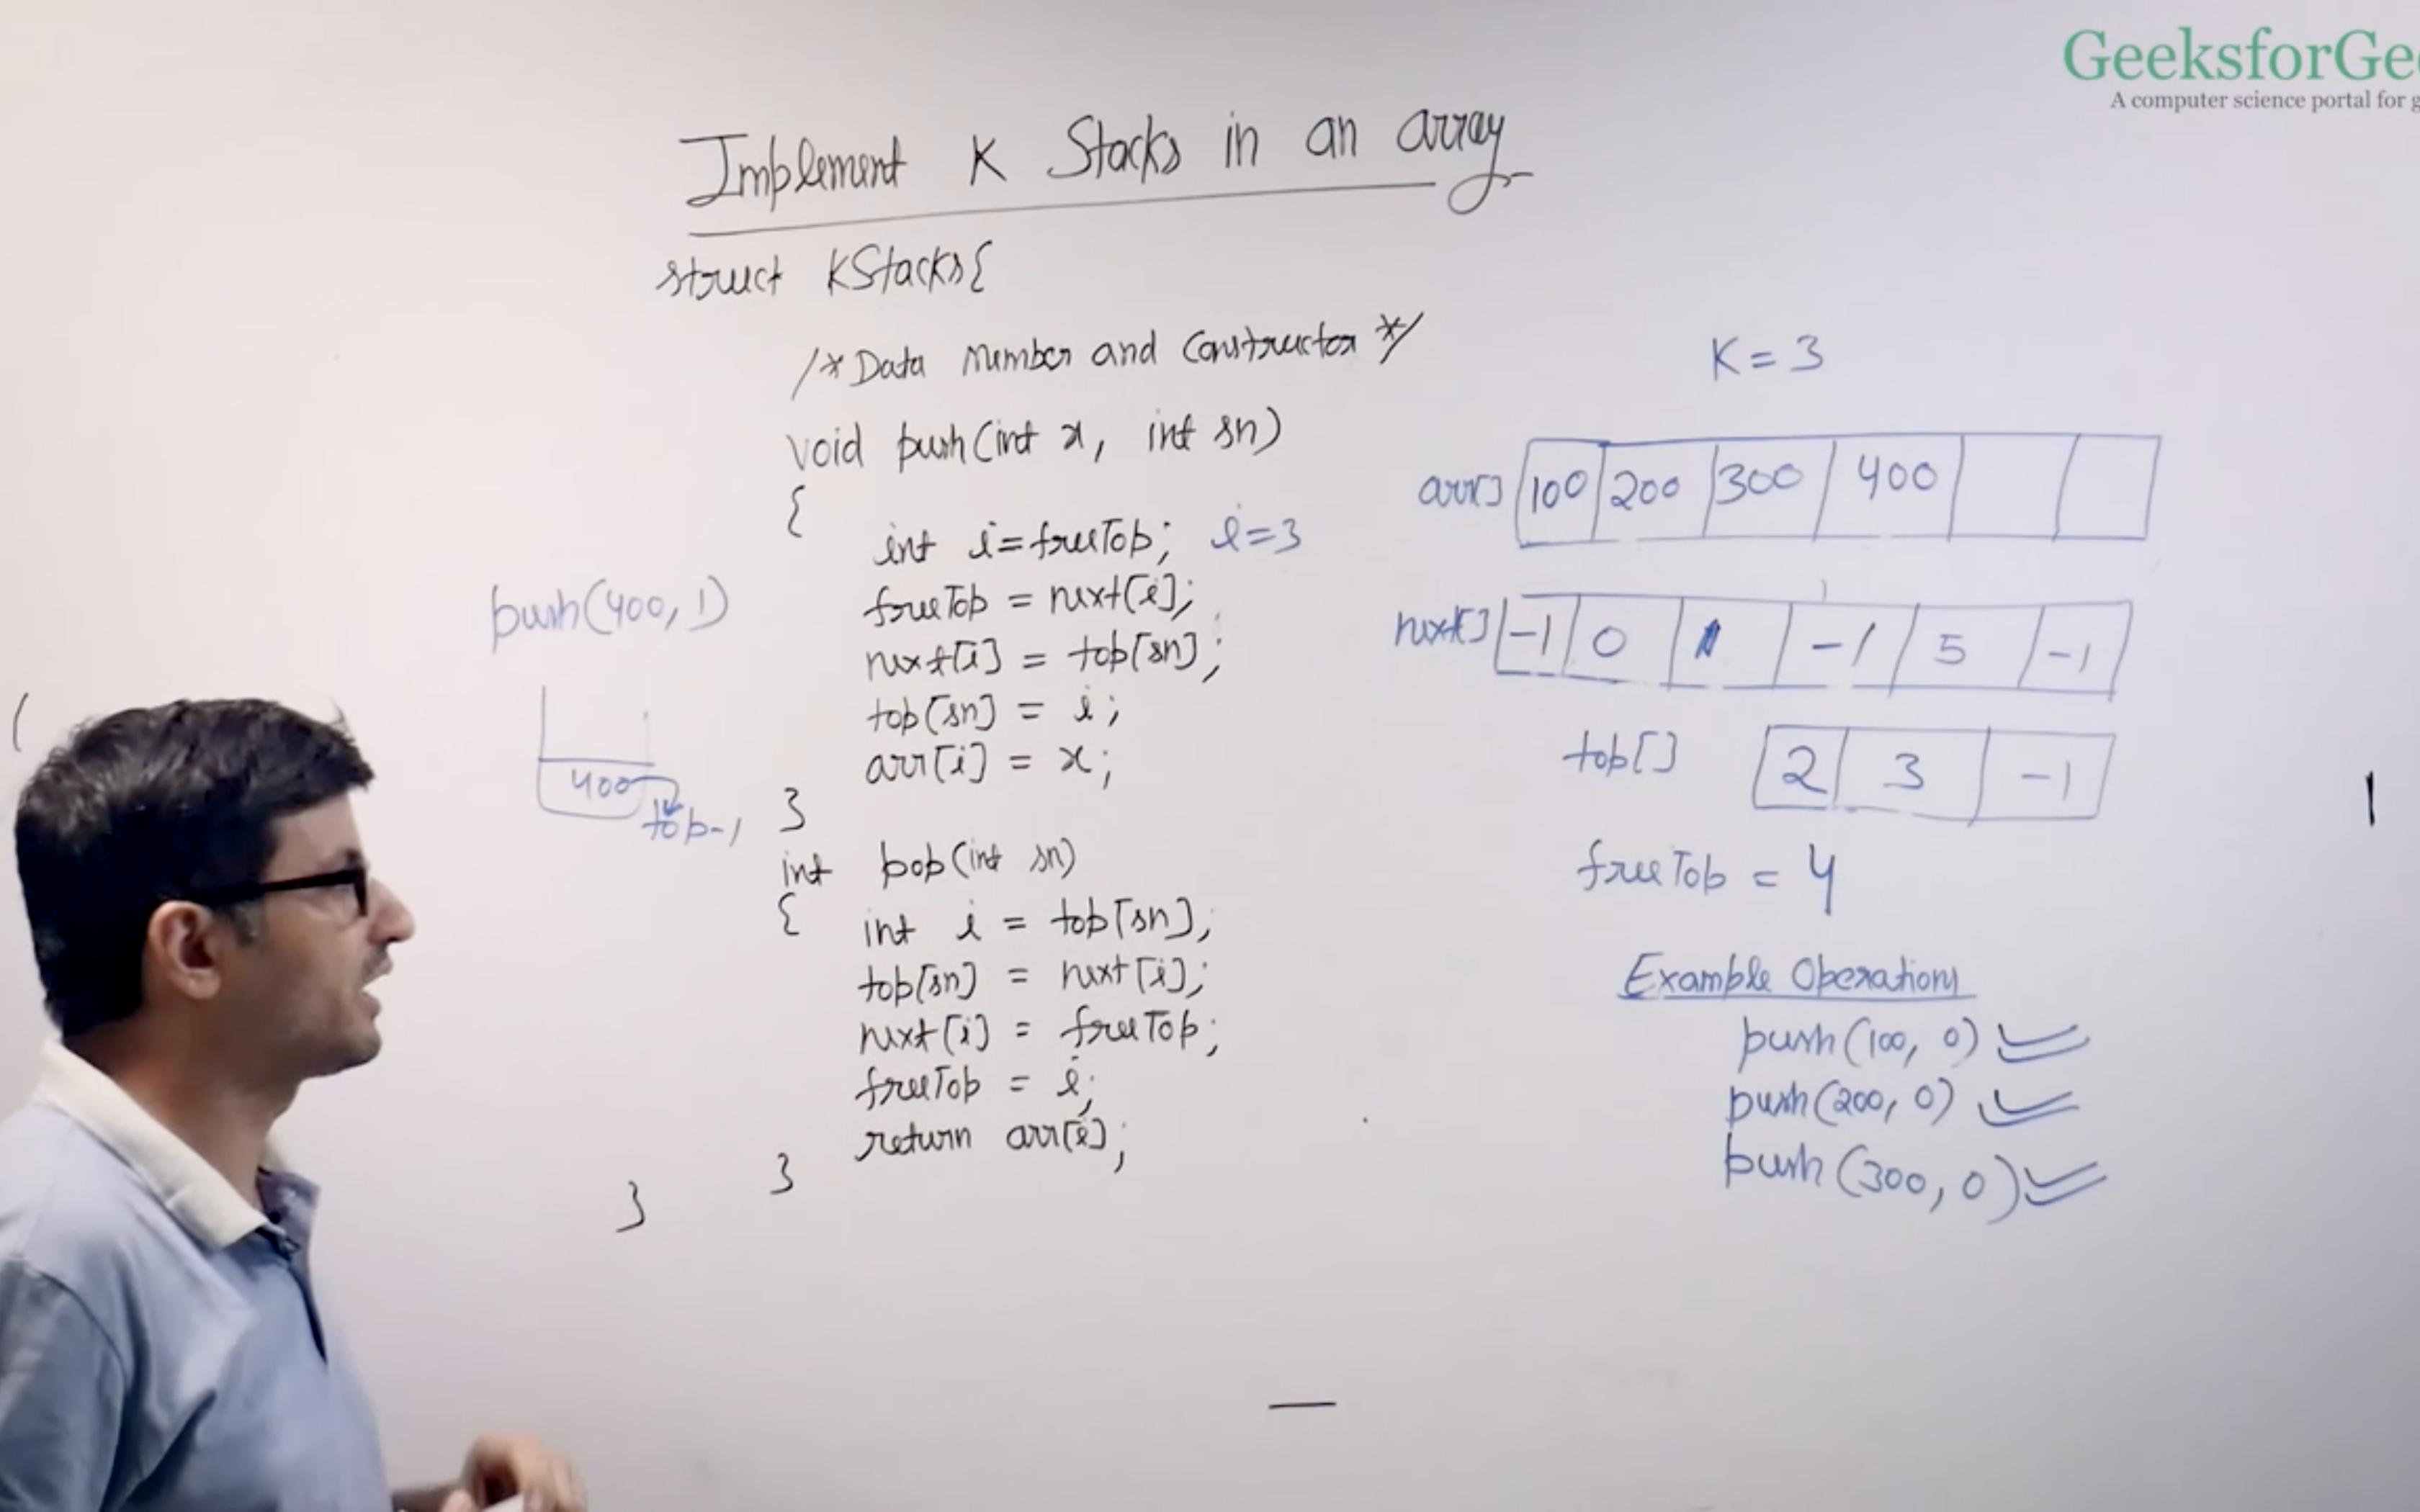 GeeksforGe
A computer science portal for g
Implement K Stacks in an array
struct KStacks{
/*Data Member and Constructor */
void push(int x, int sn)
{
int i=freeTop; i=3
freeTop = next[i];
next[i] = top[sn];
top[sn] = i;
arr[i] = x;
}
int pop(int sn)
{
int i = top[sn];
top[sn] = next[i];
next[i] = freeTop;
freeTop = i;
return arr[i];
}
}
push(400, 1)
400
top-1
K = 3
arr[] 100 200 300 400
next[] -1 0 1 -1 5 -1
top[] 2 3 -1
freeTop = 4
Example Operations
push(100, 0)
push(200, 0)
push(300, 0)